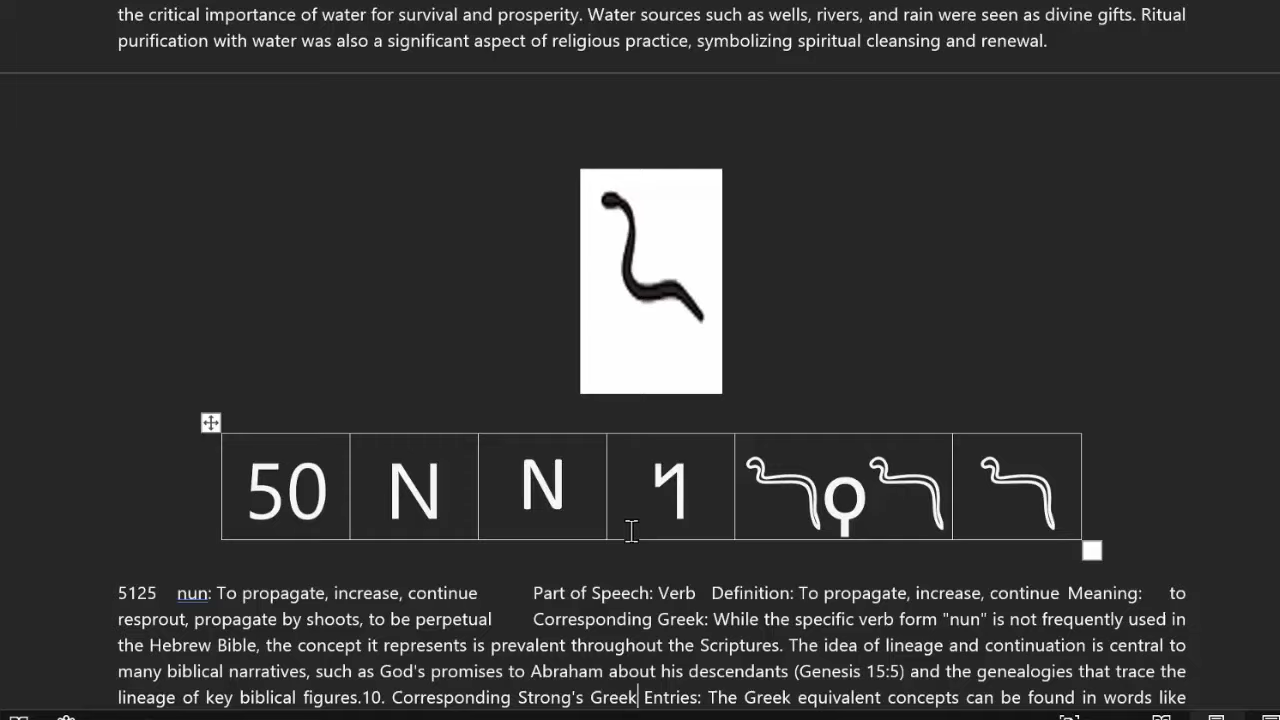 the critical importance of water for survival and prosperity. Water sources such as wells, rivers, and rain were seen as divine gifts. Ritual
purification with water was also a significant aspect of religious practice, symbolizing spiritual cleansing and renewal.
50 N N 𐤍
5125 nun: To propagate, increase, continue Part of Speech: Verb Definition: To propagate, increase, continue Meaning: to
resprout, propagate by shoots, to be perpetual Corresponding Greek: While the specific verb form "nun" is not frequently used in
the Hebrew Bible, the concept it represents is prevalent throughout the Scriptures. The idea of lineage and continuation is central to
many biblical narratives, such as God's promises to Abraham about his descendants (Genesis 15:5) and the genealogies that trace the
lineage of key biblical figures.10. Corresponding Strong's Greek Entries: The Greek equivalent concepts can be found in words like